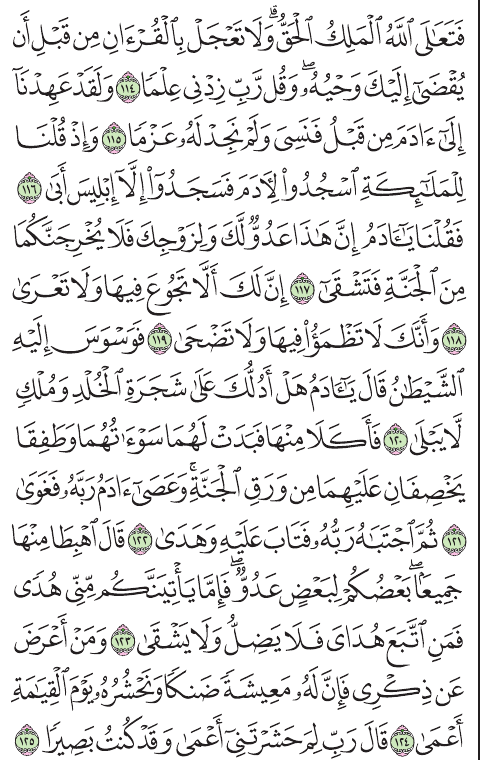 فَتَعَٰلَى ٱللَّهُ ٱلْمَلِكُ ٱلْحَقُّ ۗ وَلَا تَعْجَلْ بِٱلْقُرْءَانِ مِن قَبْلِ أَن
يُقْضَىٰٓ إِلَيْكَ وَحْيُهُۥ ۖ وَقُل رَّبِّ زِدْنِى عِلْمًا ١١٤ وَلَقَدْ عَهِدْنَآ
إِلَىٰٓ ءَادَمَ مِن قَبْلُ فَنَسِىَ وَلَمْ نَجِدْ لَهُۥ عَزْمًا ١١٥ وَإِذْ قُلْنَا
لِلْمَلَٰٓئِكَةِ ٱسْجُدُوا۟ لِءَادَمَ فَسَجَدُوٓا۟ إِلَّآ إِبْلِيسَ أَبَىٰ ١١٦
فَقُلْنَا يَٰٓـَٔادَمُ إِنَّ هَٰذَا عَدُوٌّ لَّكَ وَلِزَوْجِكَ فَلَا يُخْرِجَنَّكُمَا
مِنَ ٱلْجَنَّةِ فَتَشْقَىٰٓ ١١٧ إِنَّ لَكَ أَلَّا تَجُوعَ فِيهَا وَلَا تَعْرَىٰ
١١٨ وَأَنَّكَ لَا تَظْمَؤُا۟ فِيهَا وَلَا تَضْحَىٰ ١١٩ فَوَسْوَسَ إِلَيْهِ
ٱلشَّيْطَٰنُ قَالَ يَٰٓـَٔادَمُ هَلْ أَدُلُّكَ عَلَىٰ شَجَرَةِ ٱلْخُلْدِ وَمُلْكٍ
لَّا يَبْلَىٰ ١٢٠ فَأَكَلَا مِنْهَا فَبَدَتْ لَهُمَا سَوْءَٰتُهُمَا وَطَفِقَا
يَخْصِفَانِ عَلَيْهِمَا مِن وَرَقِ ٱلْجَنَّةِ ۚ وَعَصَىٰٓ ءَادَمُ رَبَّهُۥ فَغَوَىٰ
١٢١ ثُمَّ ٱجْتَبَٰهُ رَبُّهُۥ فَتَابَ عَلَيْهِ وَهَدَىٰ ١٢٢ قَالَ ٱهْبِطَا مِنْهَا
جَمِيعًۢا ۖ بَعْضُكُمْ لِبَعْضٍ عَدُوٌّ ۖ فَإِمَّا يَأْتِيَنَّكُم مِّنِّى هُدًى
فَمَنِ ٱتَّبَعَ هُدَاىَ فَلَا يَضِلُّ وَلَا يَشْقَىٰ ١٢٣ وَمَنْ أَعْرَضَ
عَن ذِكْرِى فَإِنَّ لَهُۥ مَعِيشَةً ضَنكًا وَنَحْشُرُهُۥ يَوْمَ ٱلْقِيَٰمَةِ
أَعْمَىٰ ١٢٤ قَالَ رَبِّ لِمَ حَشَرْتَنِىٓ أَعْمَىٰ وَقَدْ كُنتُ بَصِيرًا ١٢٥